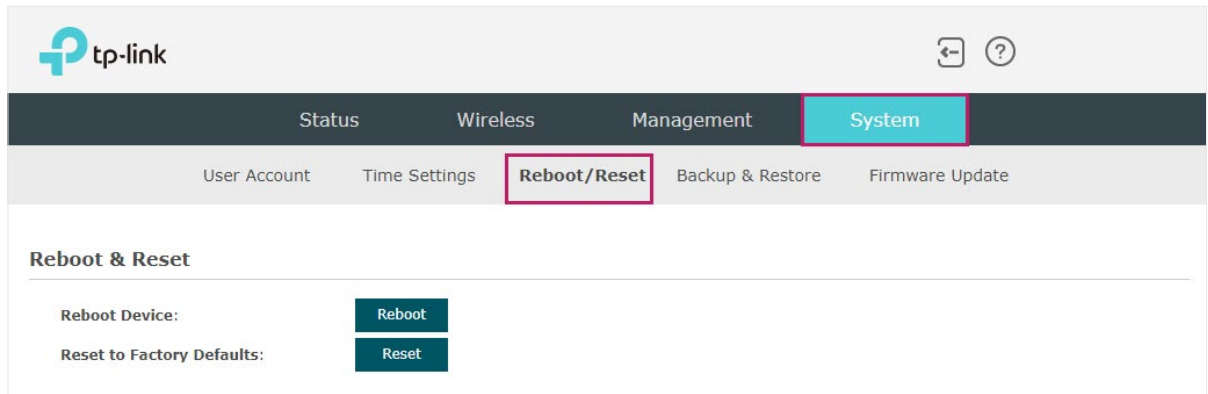 tp-link
Status Wireless Management System
User Account Time Settings Reboot/Reset Backup & Restore Firmware Update
Reboot & Reset
Reboot Device: Reboot
Reset to Factory Defaults: Reset